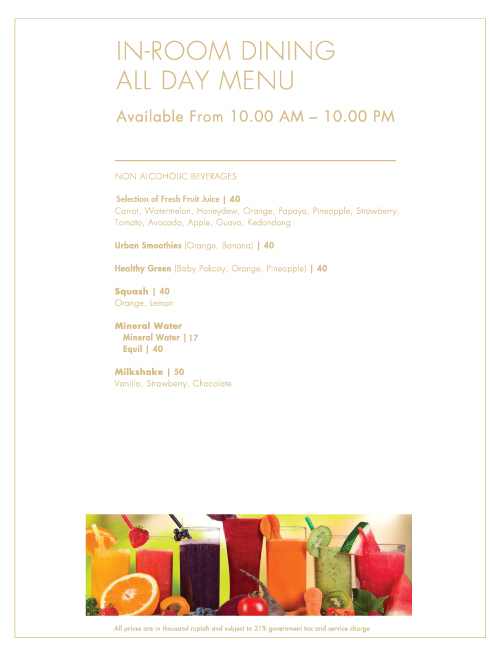 IN-ROOM DINING
ALL DAY MENU
Available From 10.00 AM – 10.00 PM
NON ALCOHOLIC BEVERAGES
Selection of Fresh Fruit Juice | 40
Carrot, Watermelon, Honeydew, Orange, Papaya, Pineapple, Strawberry,
Tomato, Avocado, Apple, Guava, Kedondong
Urban Smoothies (Orange, Banana) | 40
Healthy Green (Baby Pokcoy, Orange, Pineapple) | 40
Squash | 40
Orange, Lemon
Mineral Water
Mineral Water | 17
Equil | 40
Milkshake | 50
Vanilla, Strawberry, Chocolate
All prices are in thousand rupiah and subject to 21% government tax and service charge